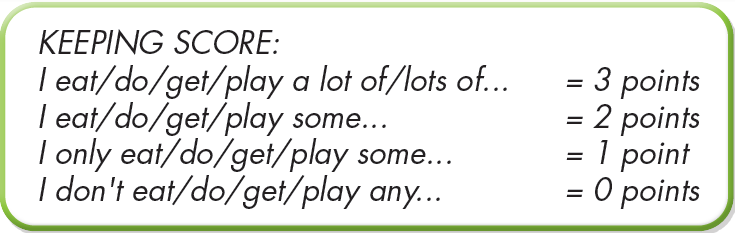 KEEPING SCORE:
I eat/do/get/play a lot of/lots of... = 3 points
I eat/do/get/play some... = 2 points
I only eat/do/get/play some... = 1 point
I don't eat/do/get/play any... = 0 points